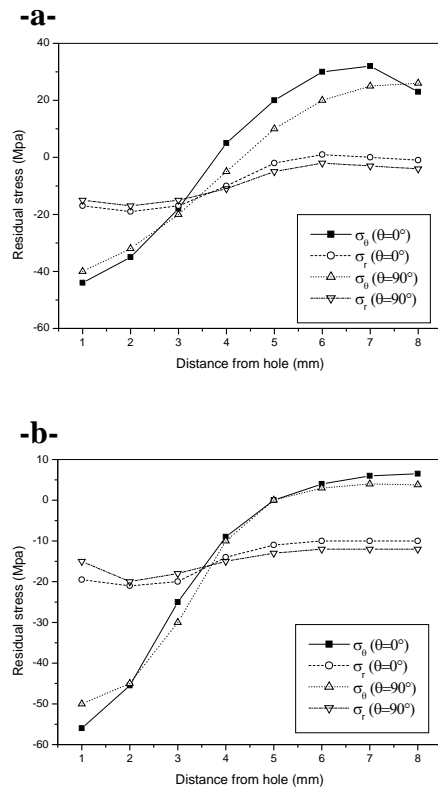 -a-
40
20
0
-20
-40
-60
Residual stress (Mpa)
σθ (θ=0°)
σr (θ=0°)
σθ (θ=90°)
σr (θ=90°)
1 2 3 4 5 6 7 8
Distance from hole (mm)
-b-
10
0
-10
-20
-30
-40
-50
-60
Residual stress (Mpa)
σθ (θ=0°)
σr (θ=0°)
σθ (θ=90°)
σr (θ=90°)
1 2 3 4 5 6 7 8
Distance from hole (mm)